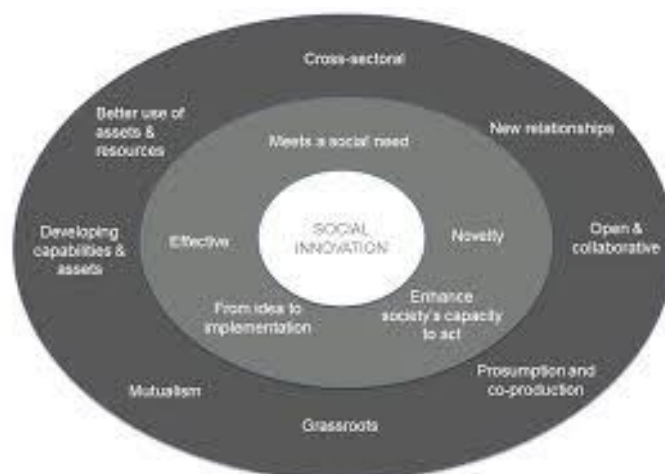 Cross-sectoral
Better use of
assets &
resources
New relationships
Meets a social need
Developing
capabilities &
assets
Effective
SOCIAL
INNOVATION
Novelty
Open &
collaborative
From idea to
implementation
Enhance
society's capacity
to act
Mutualism
Prosumption and
co-production
Grassroots